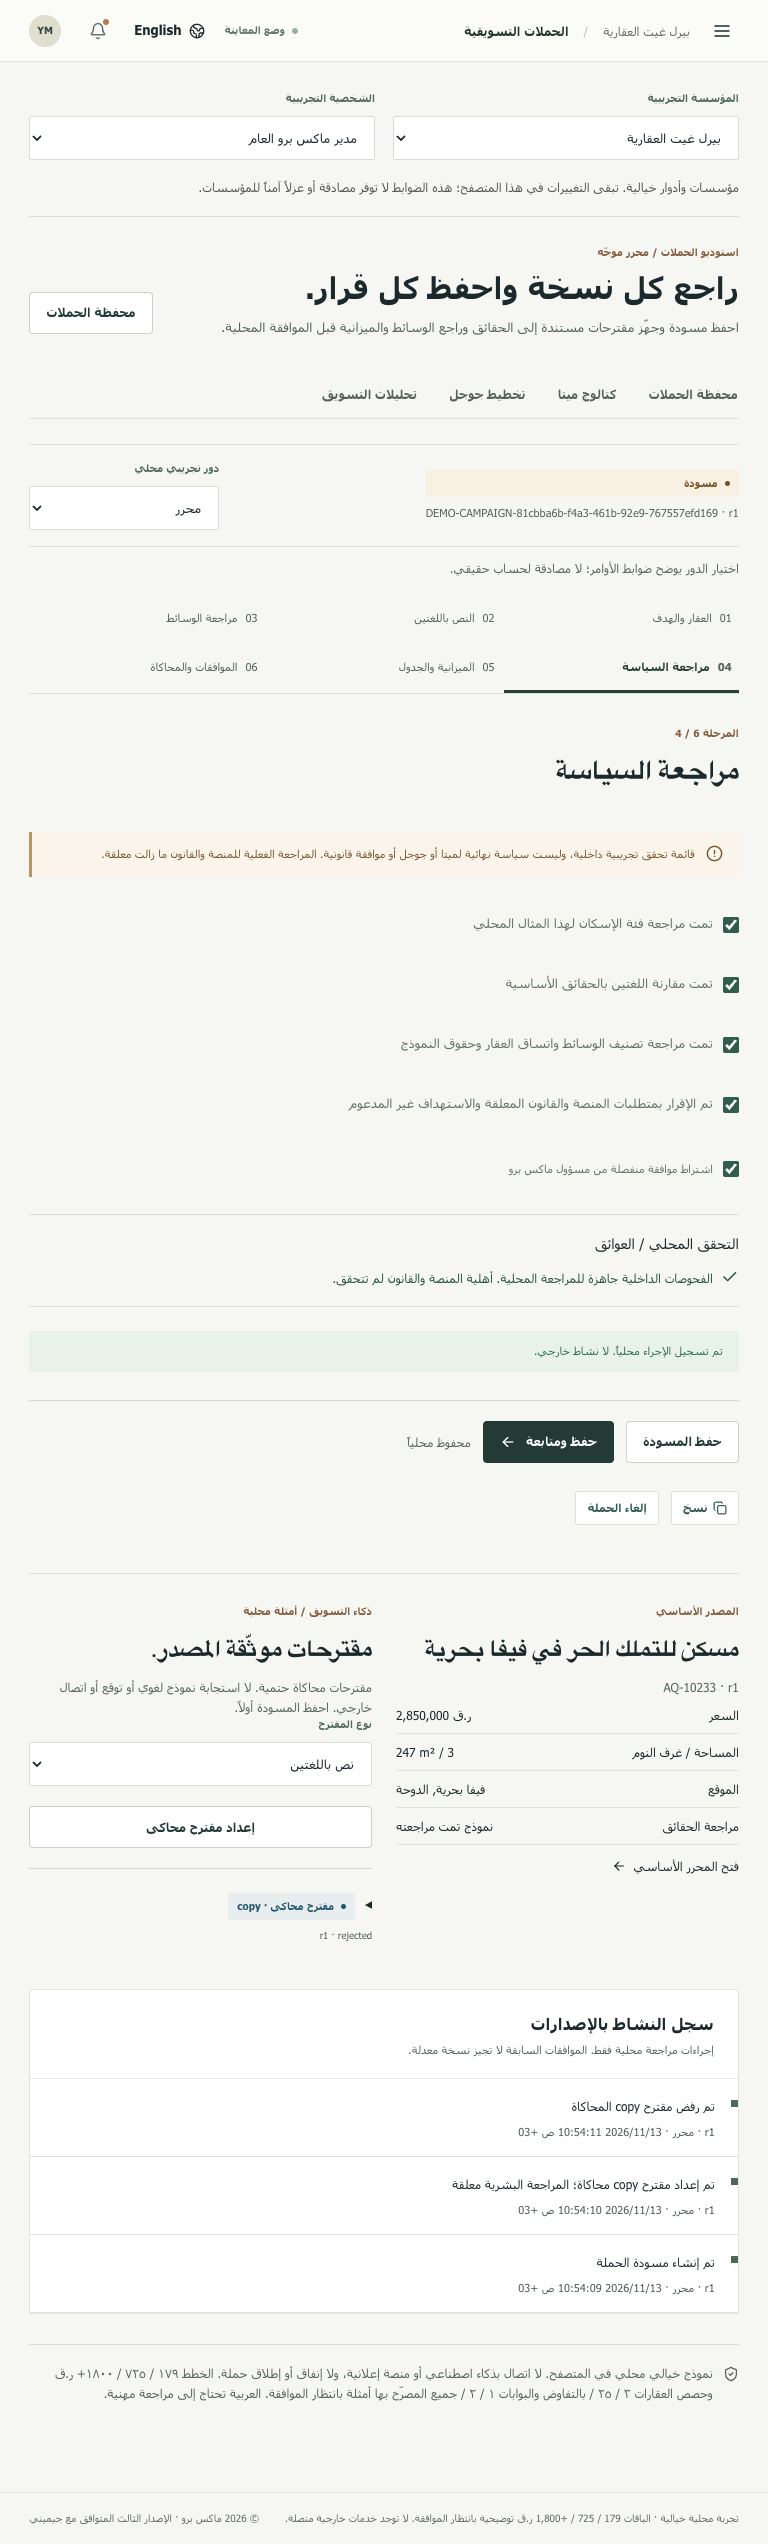 بيرل غيت العقارية / الحملات التسويقية
وضع المعاينة
English
YM
المؤسسة التجريبية
بيرل غيت العقارية
الشخصية التجريبية
مدير ماكس برو العام
مؤسسات وأدوار خيالية. تبقى التغييرات في هذا المتصفح؛ هذه الضوابط لا توفر مصادقة أو عزلاً آمناً للمؤسسات.
استوديو الحملات / محرر موجّه
راجع كل نسخة واحفظ كل قرار.
احفظ مسودة وجهّز مقترحات مستندة إلى الحقائق وراجع الوسائط والميزانية قبل الموافقة المحلية.
محفظة الحملات
محفظة الحملات
كتالوج ميتا
تخطيط جوجل
تحليلات التسويق
مسودة
DEMO-CAMPAIGN-81cbba6b-f4a3-461b-92e9-767557efd169 · r1
دور تجريبي محلي
محرر
اختيار الدور يوضح ضوابط الأوامر؛ لا مصادقة لحساب حقيقي.
01 العقار والهدف
02 النص باللغتين
03 مراجعة الوسائط
04 مراجعة السياسة
05 الميزانية والجدول
06 الموافقات والمحاكاة
المرحلة 6 / 4
مراجعة السياسة
قائمة تحقق تجريبية داخلية، وليست سياسة نهائية لميتا أو جوجل أو موافقة قانونية. المراجعة الفعلية للمنصة والقانون ما زالت معلقة.
تمت مراجعة فئة الإسكان لهذا المثال المحلي
تمت مقارنة اللغتين بالحقائق الأساسية
تمت مراجعة تصنيف الوسائط واتساق العقار وحقوق النموذج
تم الإقرار بمتطلبات المنصة والقانون المعلقة والاستهداف غير المدعوم
اشتراط موافقة منفصلة من مسؤول ماكس برو
التحقق المحلي / العوائق
الفحوصات الداخلية جاهزة للمراجعة المحلية. أهلية المنصة والقانون لم تتحقق.
تم تسجيل الإجراء محلياً. لا نشاط خارجي.
حفظ المسودة
حفظ ومتابعة
محفوظ محلياً
نسخ
إلغاء الحملة
المصدر الأساسي
مسكن للتملك الحر في فيفا بحرية
AQ-10233 · r1
السعر
ر.ق 2,850,000
المساحة / غرف النوم
247 m² / 3
الموقع
فيفا بحرية, الدوحة
مراجعة الحقائق
نموذج تمت مراجعته
فتح المحرر الأساسي
ذكاء التسويق / أمثلة محلية
مقترحات موثّقة المصدر.
مقترحات محاكاة حتمية. لا استجابة نموذج لغوي أو توقع أو اتصال
خارجي. احفظ المسودة أولاً.
نوع المقترح
نص باللغتين
إعداد مقترح محاكى
مقترح محاكى · copy
r1 · rejected
سجل النشاط بالإصدارات
إجراءات مراجعة محلية فقط. الموافقات السابقة لا تجيز نسخة معدلة.
تم رفض مقترح copy المحاكاة
r1 · محرر · 2026/11/13 10:54:11 ص +03
تم إعداد مقترح copy محاكاة؛ المراجعة البشرية معلقة
r1 · محرر · 2026/11/13 10:54:10 ص +03
تم إنشاء مسودة الحملة
r1 · محرر · 2026/11/13 10:54:09 ص +03
نموذج خيالي محلي في المتصفح. لا اتصال بذكاء اصطناعي أو منصة إعلانية، ولا إنفاق أو إطلاق حملة. الخطط ١٧٩ / ٧٢٥ / ١٨٠٠+ ر.ق
وحصص العقارات ٣ / ٢٥ / بالتفاوض والبوابات ١ / ٢ / جميع المصرّح بها أمثلة بانتظار الموافقة. العربية تحتاج إلى مراجعة مهنية.
تجربة محلية خيالية · الباقات 179 / 725 / +1,800 ر.ق توضيحية بانتظار الموافقة. لا توجد خدمات خارجية متصلة.
© 2026 ماكس برو · الإصدار الثالث المتوافق مع جيميني